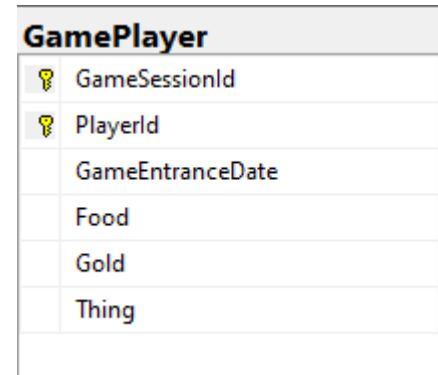 GamePlayer
GameSessionId
PlayerId
GameEntranceDate
Food
Gold
Thing